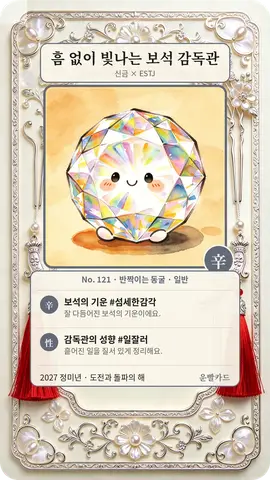 흠 없이 빛나는 보석 감독관
신금 × ESTJ
辛
No. 121 · 반짝이는 동굴 · 일반
辛
보석의 기운 #섬세한감각
잘 다듬어진 보석의 기운이에요.
性
감독관의 성향 #일잘러
흩어진 일을 질서 있게 정리해요.
2027 정미년 · 도전과 돌파의 해
운빨카드